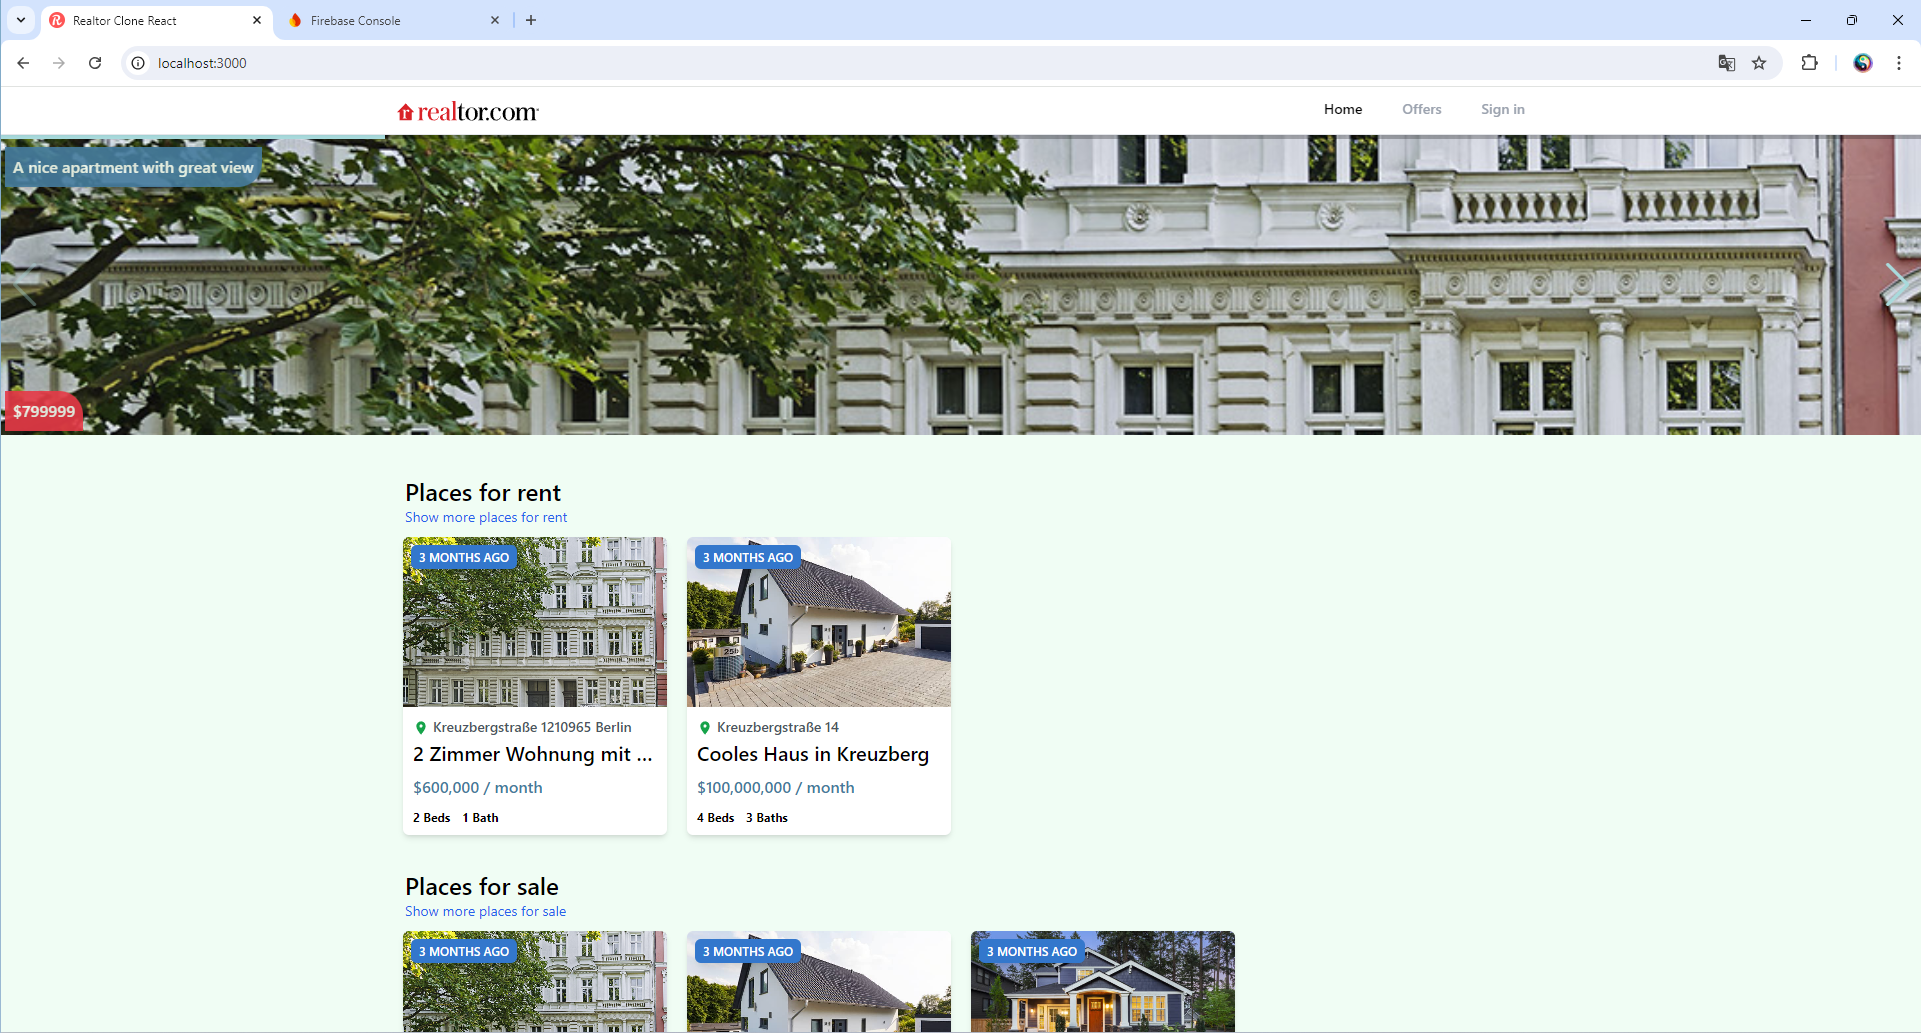 Realtor Clone React
Firebase Console
localhost:3000
realtor.com
Home
Offers
Sign in
A nice apartment with great view
$799999
Places for rent
Show more places for rent
3 MONTHS AGO
3 MONTHS AGO
25b
Kreuzbergstraße 1210965 Berlin
Kreuzbergstraße 14
2 Zimmer Wohnung mit ...
Cooles Haus in Kreuzberg
$600,000 / month
$100,000,000 / month
2 Beds 1 Bath
4 Beds 3 Baths
Places for sale
Show more places for sale
3 MONTHS AGO
3 MONTHS AGO
3 MONTHS AGO